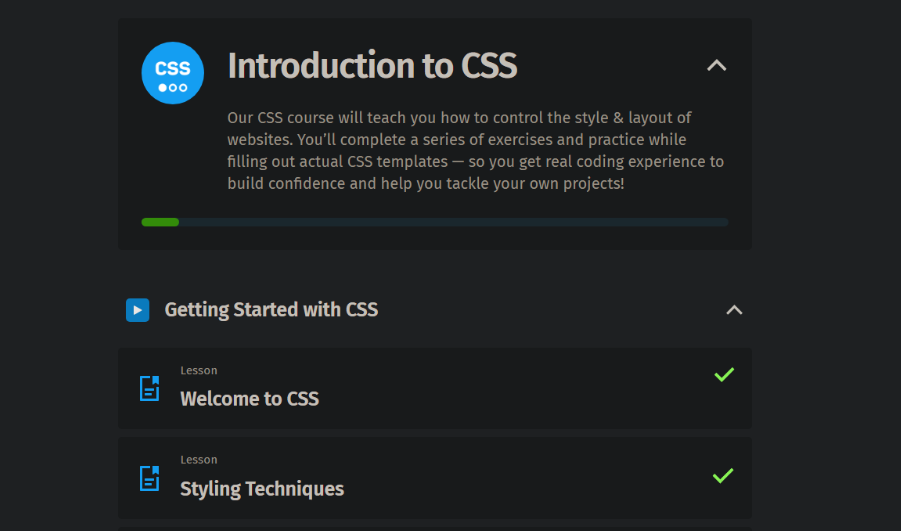 CSS
Introduction to CSS
Our CSS course will teach you how to control the style & layout of
websites. You’ll complete a series of exercises and practice while
filling out actual CSS templates — so you get real coding experience to
build confidence and help you tackle your own projects!
Getting Started with CSS
Lesson
Welcome to CSS
Lesson
Styling Techniques